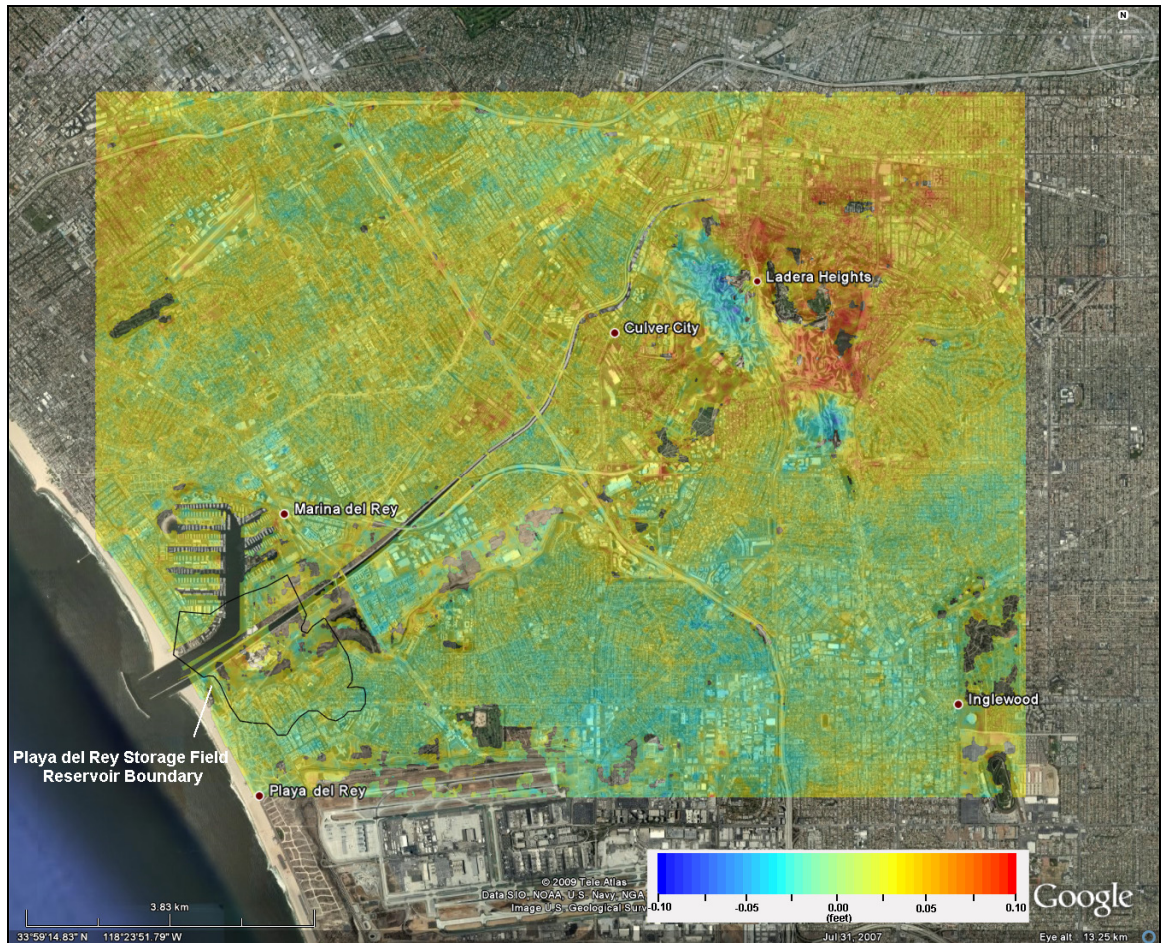 N
Ladera Heights
Culver City
Marina del Rey
Inglewood
Playa del Rey Storage Field
Reservoir Boundary
Playa del Rey
© 2009 Tele Atlas
Data SIO, NOAA, U.S. Navy, NGA
Image U.S. Geological Surv
-0.10 -0.05 0.00 0.05 0.10
(feet)
Google
3.83 km
33°59'14.83" N 118°23'51.79" W
Jul 31, 2007
Eye alt 13.25 km